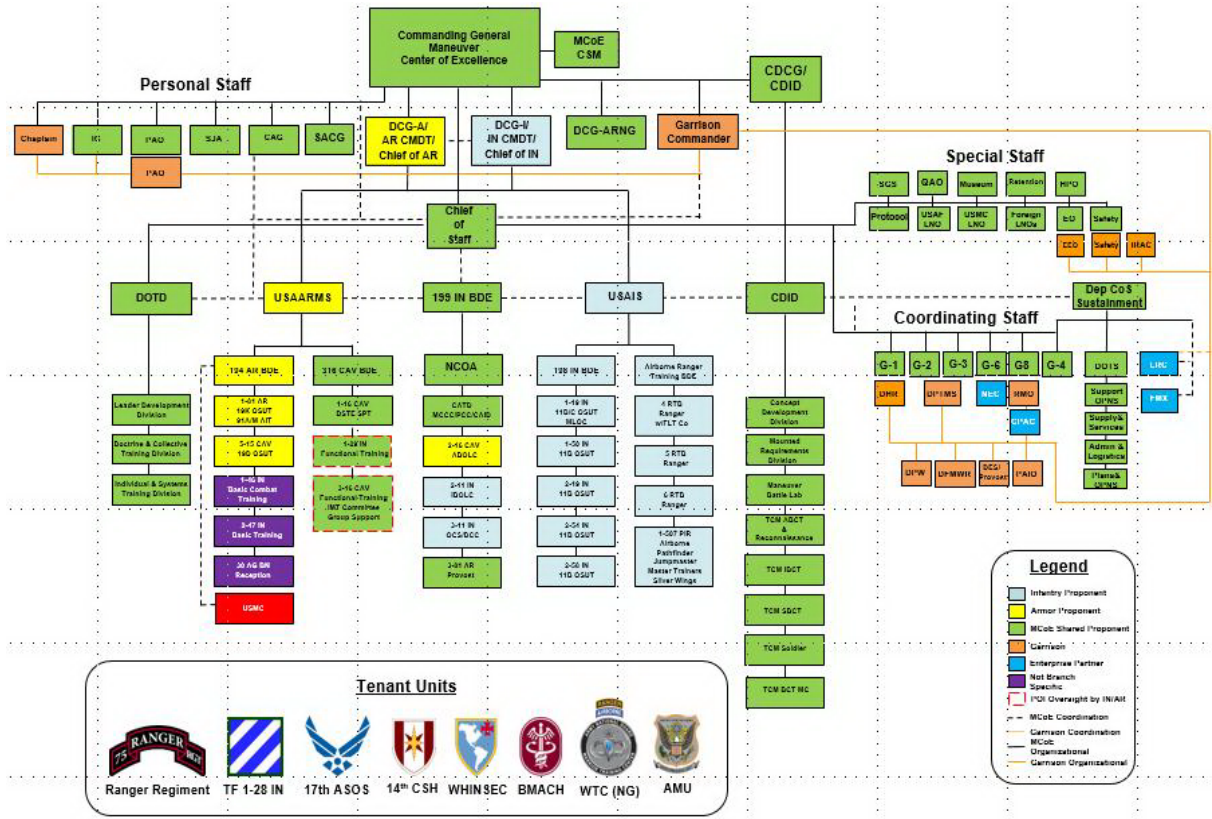 Commanding General
Maneuver
Center of Excellence
MCoE
CSM
CDCG/
CDID
Personal Staff
Chaplain
IG
PAO
SJA
CAG
SACG
PAO
DCG-A/
AR CMDT/
Chief of AR
DCG-I/
IN CMDT/
Chief of IN
DCG-ARNG
Garrison
Commander
Special Staff
SGS
QAO
Museum
Retention
HPO
Protocol
USAF
LNO
USMC
LNO
Foreign
LNOs
EO
Safety
EEO
Safety
IRAC
Chief
of
Staff
DOTD
USAARMS
199 IN BDE
USAIS
CDID
Dep CoS
Sustainment
Coordinating Staff
G-1
G-2
G-3
G-6
G8
G-4
DOTS
LRC
DHR
DPTMS
NEC
RMO
Support
OPNS
FMX
CPAC
Supply&
Services
DPW
DFMWR
DES/
Provost
PAIO
Admin &
Logistics
Plans&
OPNS
194 AR BDE
316 CAV BDE
NCOA
198 IN BDE
Airborne Ranger
Training BDE
Leader Development
Division
Doctrine & Collective
Training Division
Individual & Systems
Training Division
1-81 AR
19K OSUT
91A/M AIT
5-15 CAV
19D OSUT
1-46 IN
Basic Combat
Training
2-47 IN
Basic Training
30 AG BN
Reception
USMC
1-16 CAV
DSTE SPT
1-29 IN
Functional Training
3-16 CAV
Functional-Training
IMT Committee
Group Support
CATD
MCCC/PCC/CAID
2-16 CAV
ABOLC
2-11 IN
IBOLC
3-11 IN
OCS/DCC
3-81 AR
Provost
1-19 IN
11B/C OSUT
MLGC
1-50 IN
11B OSUT
2-19 IN
11B OSUT
2-54 IN
11B OSUT
2-58 IN
11B OSUT
4 RTB
Ranger
w/TLT Co
5 RTB
Ranger
6 RTB
Ranger
1-507 PIR
Airborne
Pathfinder
Jumpmaster
Master Trainers
Silver Wings
Concept
Development
Division
Mounted
Requirements
Division
Maneuver
Battle Lab
TCM ABCT
&
Reconnaissance
TCM IBCT
TCM SBCT
TCM Soldier
TCM BCT MC
Legend
Infantry Proponent
Armor Proponent
MCoE Shared Proponent
Garrison
Enterprise Partner
Not Branch
Specific
POI Oversight by IN/AR
MCoE Coordination
Garrison Coordination
MCoE
Organizational
Garrison Organizational
Tenant Units
75 RANGER RGT
RANGER
AIRBORNE
Ranger Regiment
TF 1-28 IN
17th ASOS
14th CSH
WHINSEC
BMACH
WTC (NG)
AMU